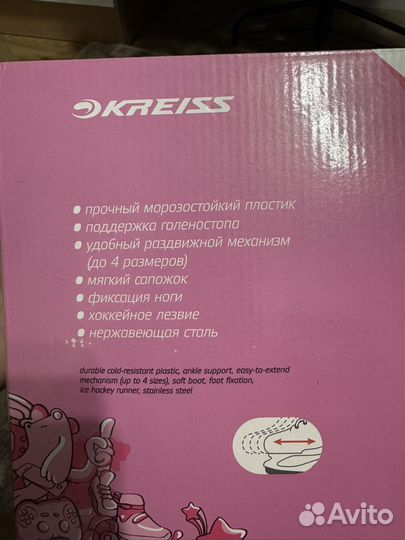 KREISS
• прочный морозостойкий пластик
• поддержка голеностопа
• удобный раздвижной механизм
(до 4 размеров)
• мягкий сапожок
• фиксация ноги
• хоккейное лезвие
• нержавеющая сталь
durable cold-resistant plastic, ankle support, easy-to-extend
mechanism (up to 4 sizes), soft boot, foot fixation,
ice hockey runner, stainless steel
Avito